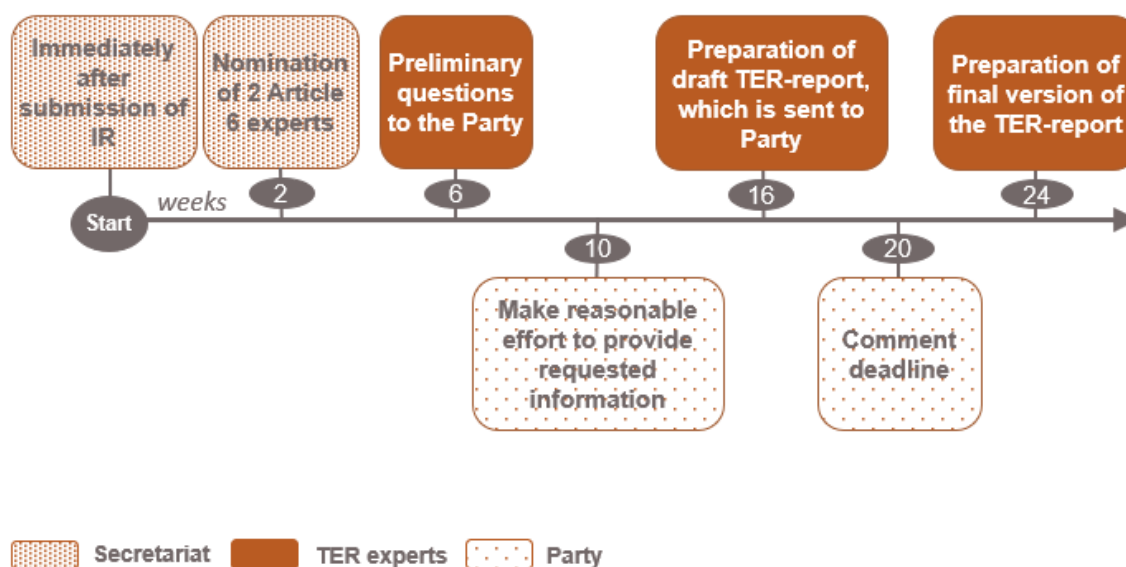 Immediately
after
submission of
IR
Nomination
of 2 Article
6 experts
Preliminary
questions
to the Party
Preparation of
draft TER-report,
which is sent to
Party
Preparation of
final version of
the TER-report
Start
weeks
2
6
16
24
10
20
Make reasonable
effort to provide
requested
information
Comment
deadline
Secretariat
TER experts
Party